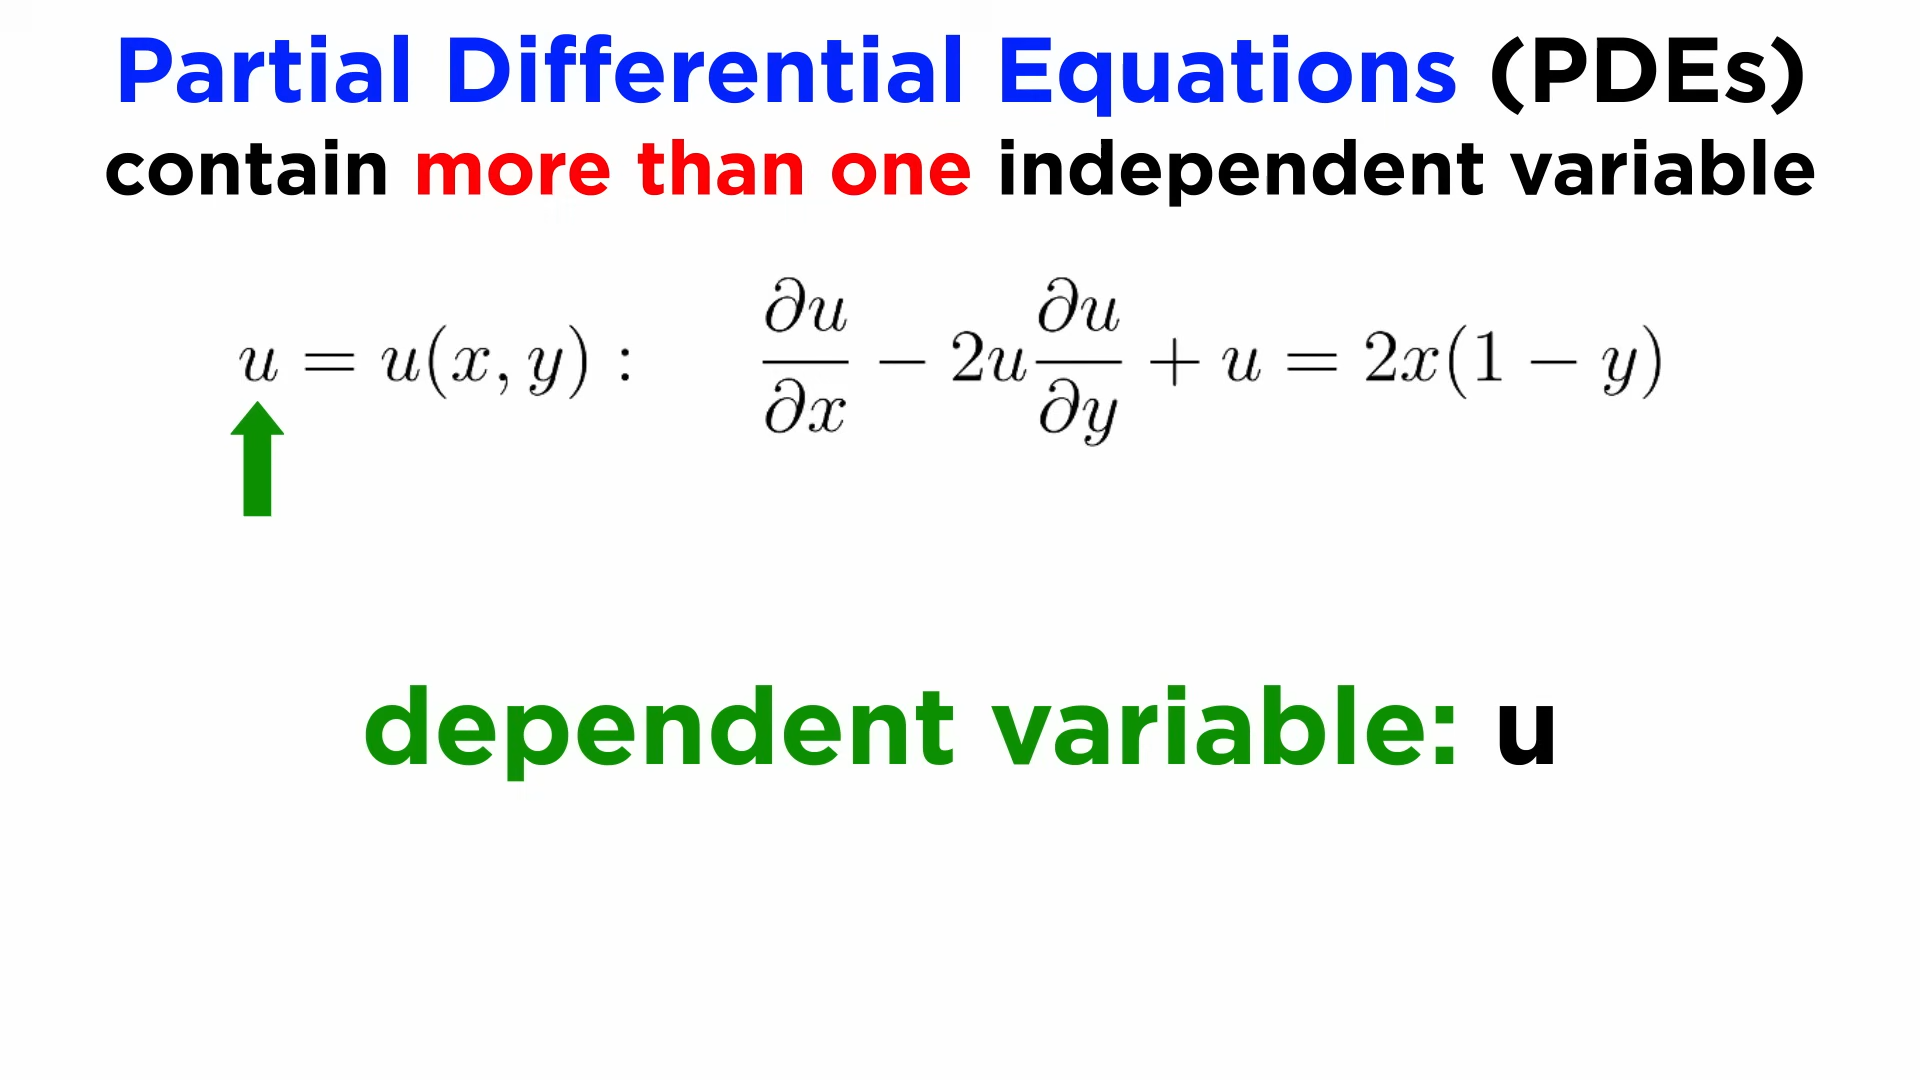 Partial Differential Equations (PDEs)
contain more than one independent variable
u = u(x, y) : ∂u/∂x − 2u ∂u/∂y + u = 2x(1 − y)
dependent variable: u